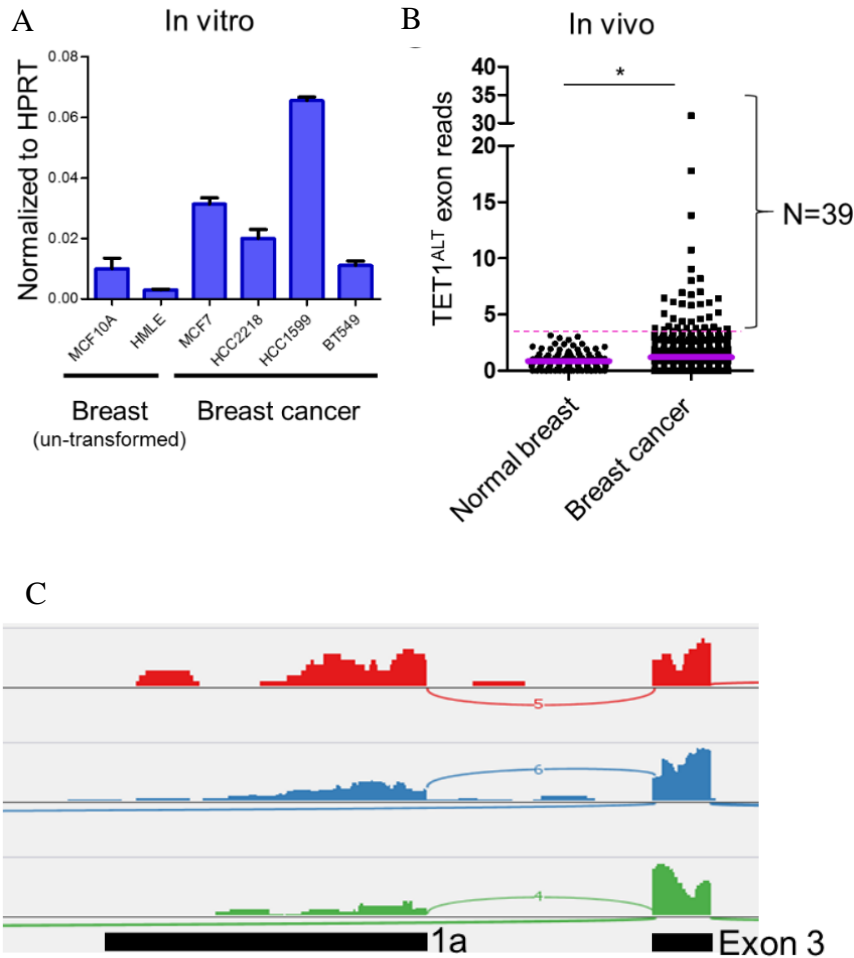 A
In vitro
Normalized to HPRT
0.08
0.06
0.04
0.02
0.00
MCF10A
HMLE
MCF7
HCC2218
HCC1599
BT549
Breast
(un-transformed)
Breast cancer
B
In vivo
TET1ALT exon reads
40
35
30
20
15
10
5
0
*
N=39
Normal breast
Breast cancer
C
5
6
4
1a
Exon 3